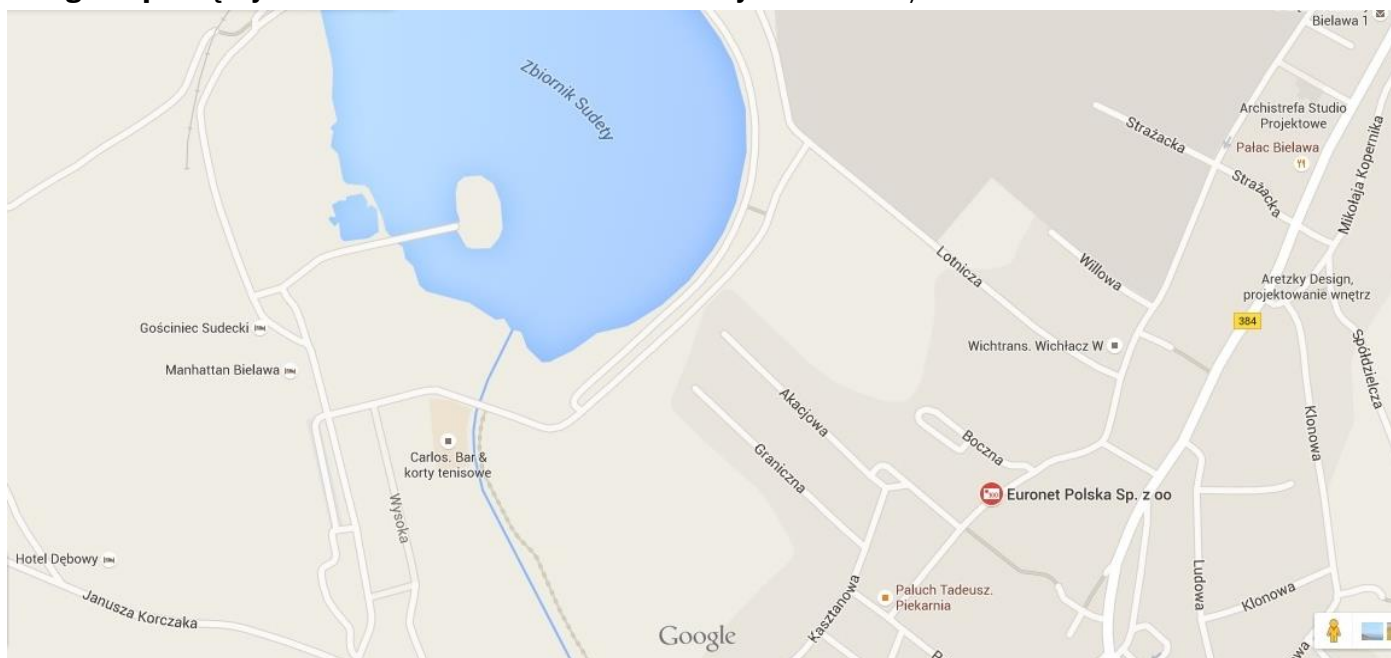 Bielawa 1
Zbiornik Sudety
Archistrefa Studio
Projektowe
Strażacka
Pałac Bielawa
Strażacka
Mikołaja Kopernika
Lotnicza
Willowa
Aretzky Design,
projektowanie wnętrz
384
Gościniec Sudecki
Wichtrans. Wichłacz W
Spółdzielcza
Manhattan Bielawa
Akacjowa
Klonowa
Boczna
Graniczna
Carlos. Bar &
korty tenisowe
Euronet Polska Sp. z oo
Wysoka
Hotel Dębowy
Ludowa
Janusza Korczaka
Paluch Tadeusz.
Piekarnia
Klonowa
Kasztanowa
Google